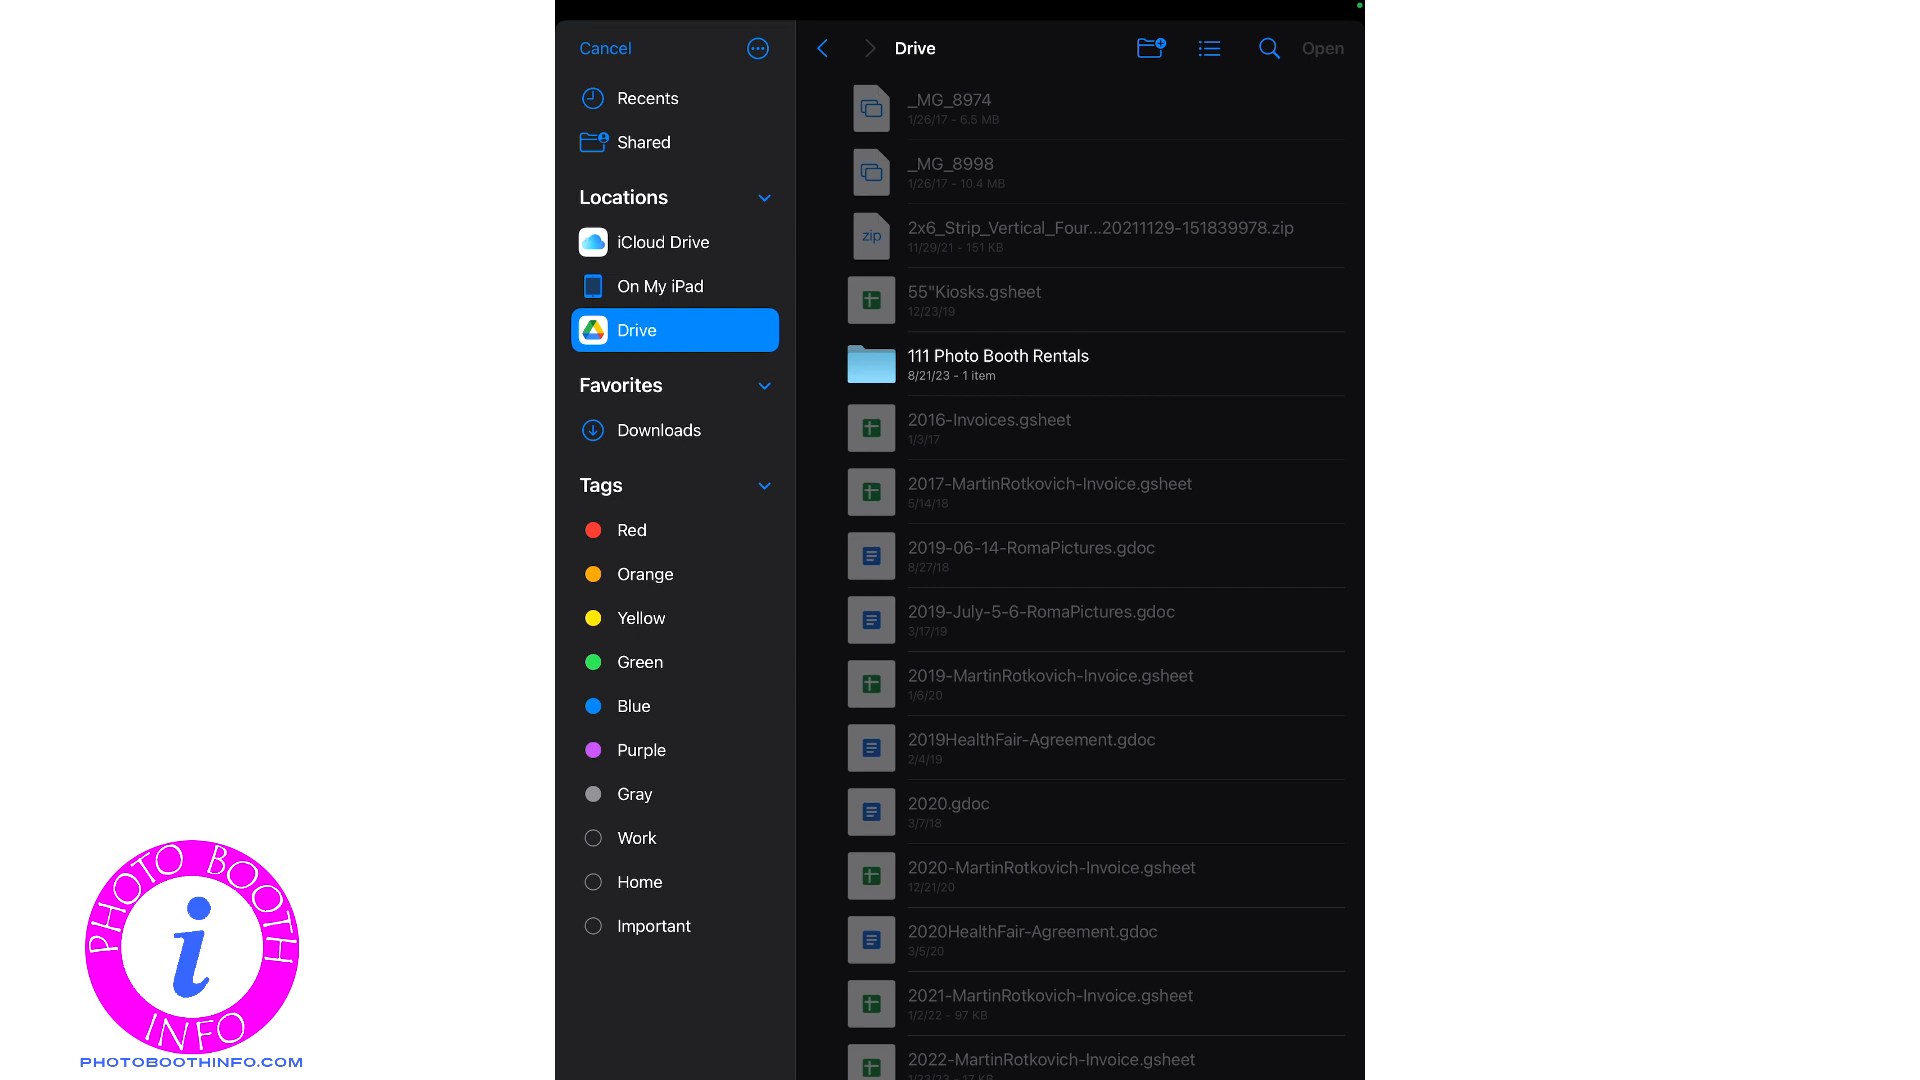 Cancel
Recents
Shared
Locations
iCloud Drive
On My iPad
Drive
Favorites
Downloads
Tags
Red
Orange
Yellow
Green
Blue
Purple
Gray
Work
Home
Important
Drive
Open
_MG_8974
1/26/17 - 6.5 MB
_MG_8998
1/26/17 - 10.4 MB
zip
2x6_Strip_Vertical_Four...20211129-151839978.zip
11/29/21 - 151 KB
55"Kiosks.gsheet
12/23/19
111 Photo Booth Rentals
8/21/23 - 1 item
2016-Invoices.gsheet
1/3/17
2017-MartinRotkovich-Invoice.gsheet
5/14/18
2019-06-14-RomaPictures.gdoc
8/27/18
2019-July-5-6-RomaPictures.gdoc
3/17/19
2019-MartinRotkovich-Invoice.gsheet
1/6/20
2019HealthFair-Agreement.gdoc
2/4/19
2020.gdoc
3/7/18
2020-MartinRotkovich-Invoice.gsheet
12/21/20
2020HealthFair-Agreement.gdoc
3/5/20
2021-MartinRotkovich-Invoice.gsheet
1/2/22 - 97 KB
2022-MartinRotkovich-Invoice.gsheet
1/23/23 - 17 KB
PHOTO BOOTH
i
INFO
PHOTOBOOTHINFO.COM